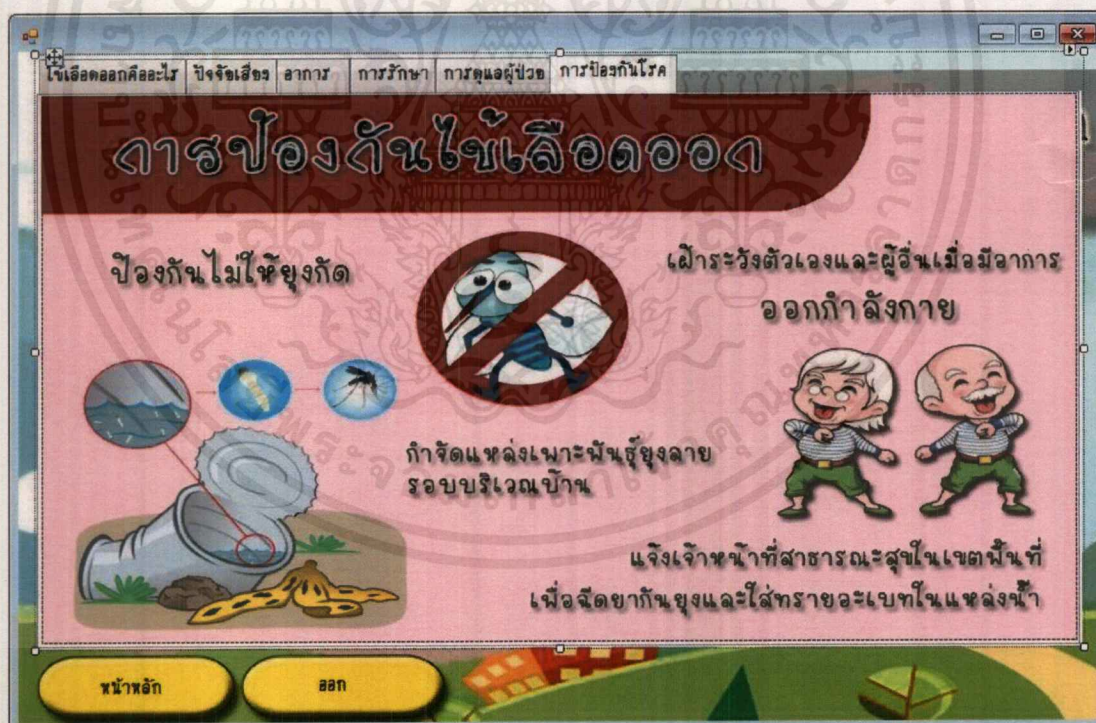 ไข้เลือดออกคืออะไร ปัจจัยเสี่ยง อาการ การรักษา การดูแลผู้ป่วย การป้องกันโรค
การป้องกันไข้เลือดออก
ป้องกันไม่ให้ยุงกัด
เฝ้าระวังตัวเองและผู้อื่นเมื่อมีอาการ
ออกกำลังกาย
กำจัดแหล่งเพาะพันธุ์ยุงลาย
รอบบริเวณบ้าน
แจ้งเจ้าหน้าที่สาธารณะสุขในเขตพื้นที่
เพื่อฉีดยากันยุงและใส่ทรายอะเบทในแหล่งน้ำ
หน้าหลัก ออก